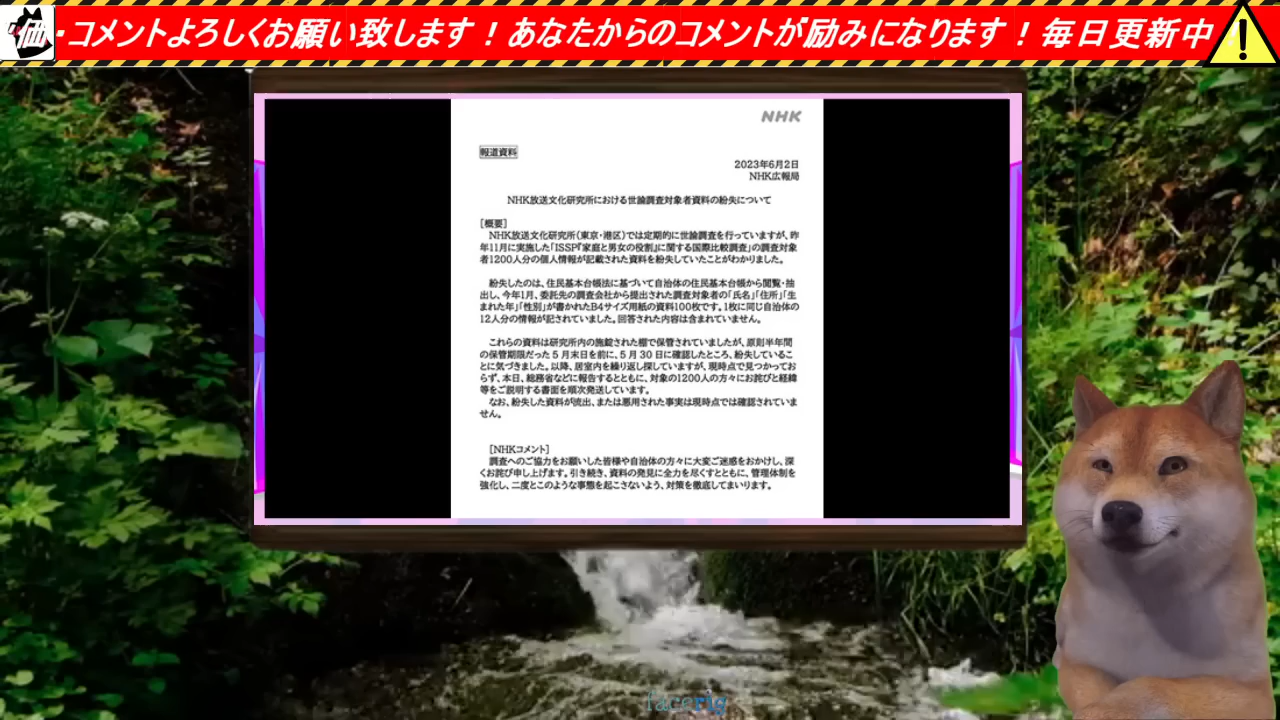 ・コメントよろしくお願い致します！あなたからのコメントが励みになります！毎日更新中
NHK
報道資料
2023年6月2日
NHK広報局
NHK放送文化研究所における世論調査対象者資料の紛失について
［概要］
NHK放送文化研究所（東京・港区）では定期的に世論調査を行っていますが、昨
年11月に実施した「ISSP『家庭と男女の役割』に関する国際比較調査」の調査対象
者1200人分の個人情報が記載された資料を紛失していたことがわかりました。
紛失したのは、住民基本台帳法に基づいて自治体の住民基本台帳から閲覧・抽
出し、今年1月、委託先の調査会社から提出された調査対象者の「氏名」「住所」「生
まれた年」「性別」が書かれたB4サイズ用紙の資料100枚です。1枚に同じ自治体の
12人分の情報が記されていました。回答された内容は含まれていません。
これらの資料は研究所内の施錠された棚で保管されていましたが、原則半年間
の保管期限だった５月末日を前に、５月 30 日に確認したところ、紛失しているこ
とに気づきました。以降、居室内を繰り返し探していますが、現時点で見つかってお
らず、本日、総務省などに報告するとともに、対象の1200人の方々にお詫びと経緯
等をご説明する書面を順次発送しています。
なお、紛失した資料が流出、または悪用された事実は現時点では確認されていま
せん。
［NHKコメント］
調査へのご協力をお願いした皆様や自治体の方々に大変ご迷惑をおかけし、深
くお詫び申し上げます。引き続き、資料の発見に全力を尽くすとともに、管理体制を
強化し、二度とこのような事態を起こさないよう、対策を徹底してまいります。
facerig